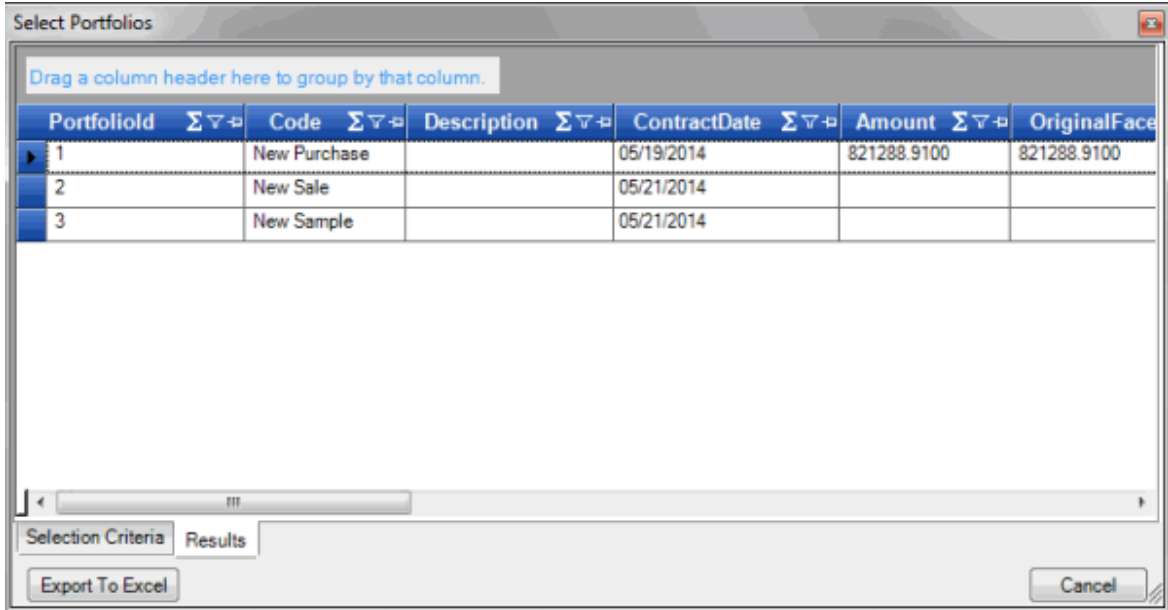 Select Portfolios
Drag a column header here to group by that column.
PortfolioId Σ Code Σ Description Σ ContractDate Σ Amount Σ OriginalFace
1 New Purchase 05/19/2014 821288.9100 821288.9100
2 New Sale 05/21/2014
3 New Sample 05/21/2014
Selection Criteria Results
Export To Excel Cancel